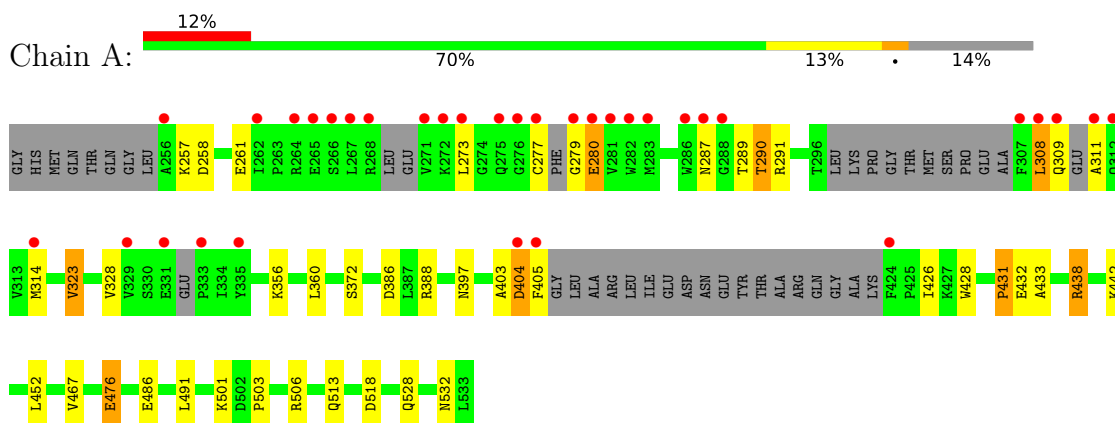 12%
Chain A:
70% 13% • 14%
GLY HIS MET GLN THR GLN GLY LEU A256 K257 D258 E261 I262 P263 R264 E265 S266 L267 R268 LEU GLU V271 K272 L273 G274 Q275 G276 C277 PHE G279 E280 V281 W282 M283 W286 N287 G288 T289 T290 R291 T296 LEU LYS PRO GLY THR MET SER PRO GLU ALA F307 L308 Q309 GLU A311 Q312
V313 M314 V323 V328 V329 S330 E331 GLU P333 I334 Y335 K356 L360 S372 D386 L387 R388 N397 A403 D404 F405 GLY LEU ALA ARG LEU ILE GLU ASP ASN GLU TYR THR ALA ARG GLN GLY ALA LYS F424 P425 I426 K427 W428 P431 E432 A433 R438
L452 V467 E476 E486 L491 K501 D502 P503 R506 Q513 D518 Q528 N532 L533